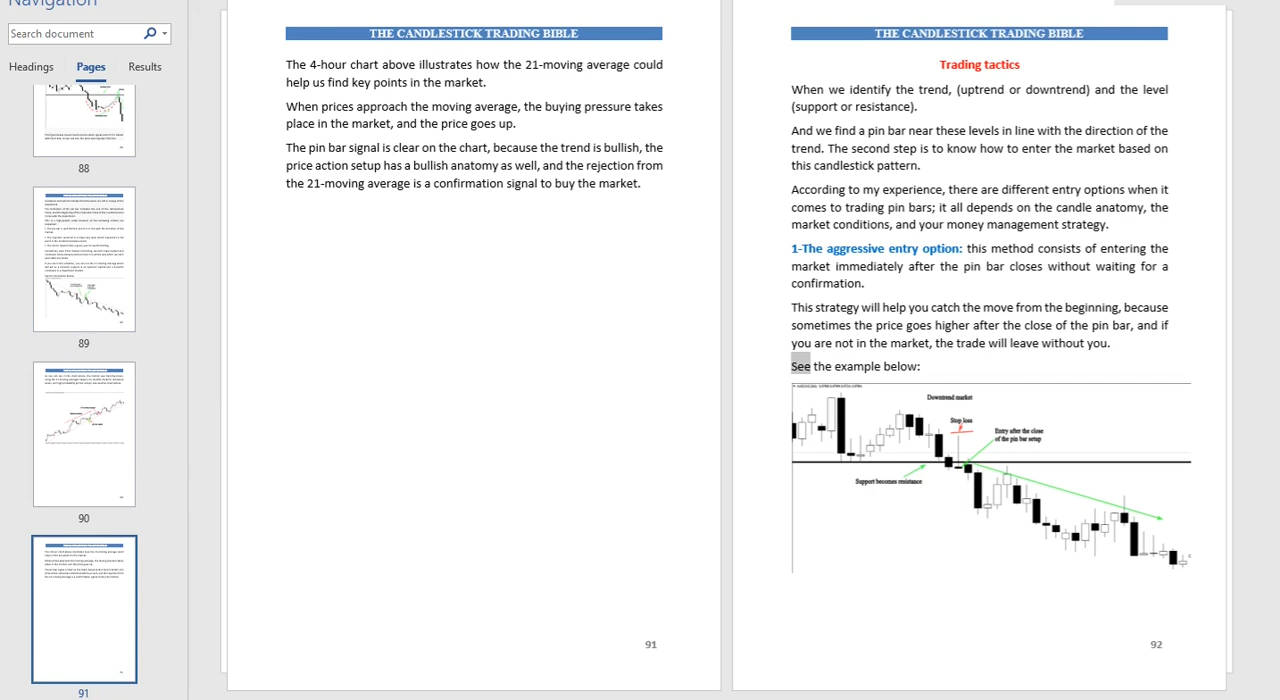 Navigation
Search document
Headings
Pages
Results
88
89
90
91
THE CANDLESTICK TRADING BIBLE
The 4-hour chart above illustrates how the 21-moving average could
help us find key points in the market.
When prices approach the moving average, the buying pressure takes
place in the market, and the price goes up.
The pin bar signal is clear on the chart, because the trend is bullish, the
price action setup has a bullish anatomy as well, and the rejection from
the 21-moving average is a confirmation signal to buy the market.
91
THE CANDLESTICK TRADING BIBLE
Trading tactics
When we identify the trend, (uptrend or downtrend) and the level
(support or resistance).
And we find a pin bar near these levels in line with the direction of the
trend. The second step is to know how to enter the market based on
this candlestick pattern.
According to my experience, there are different entry options when it
comes to trading pin bars; it all depends on the candle anatomy, the
market conditions, and your money management strategy.
1-The aggressive entry option: this method consists of entering the
market immediately after the pin bar closes without waiting for a
confirmation.
This strategy will help you catch the move from the beginning, because
sometimes the price goes higher after the close of the pin bar, and if
you are not in the market, the trade will leave without you.
See the example below:
Downtrend market
Stop loss
Entry after the close
of the pin bar setup
Support becomes resistance
92